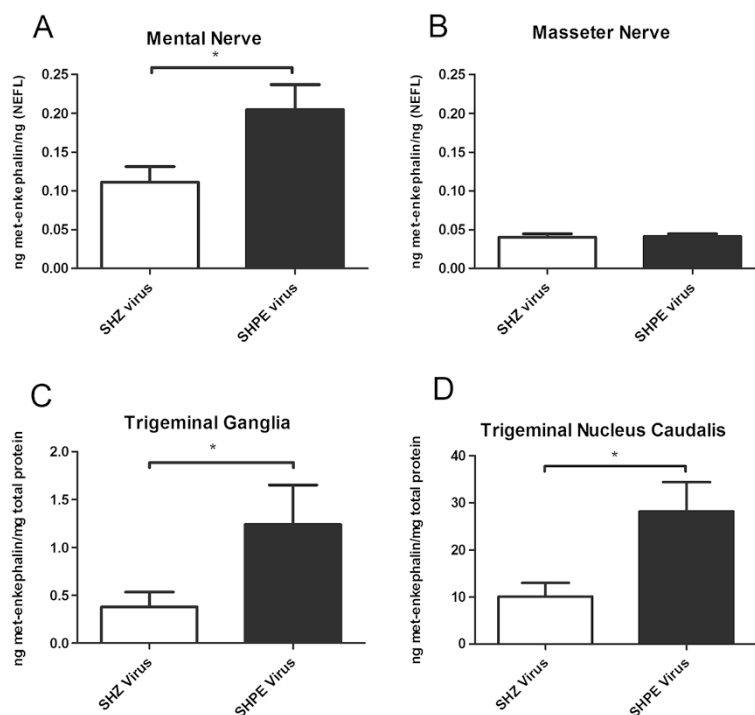 A
Mental Nerve
*
ng met-enkephalin/ng (NEFL)
0.25
0.20
0.15
0.10
0.05
0.00
SHZ virus
SHPE virus
B
Masseter Nerve
ng met-enkephalin/ng (NEFL)
0.25
0.20
0.15
0.10
0.05
0.00
SHZ virus
SHPE virus
C
Trigeminal Ganglia
*
ng met-enkephalin/mg total protein
2.0
1.5
1.0
0.5
0.0
SHZ Virus
SHPE Virus
D
Trigeminal Nucleus Caudalis
*
ng met-enkephalin/mg total protein
40
30
20
10
0
SHZ Virus
SHPE Virus